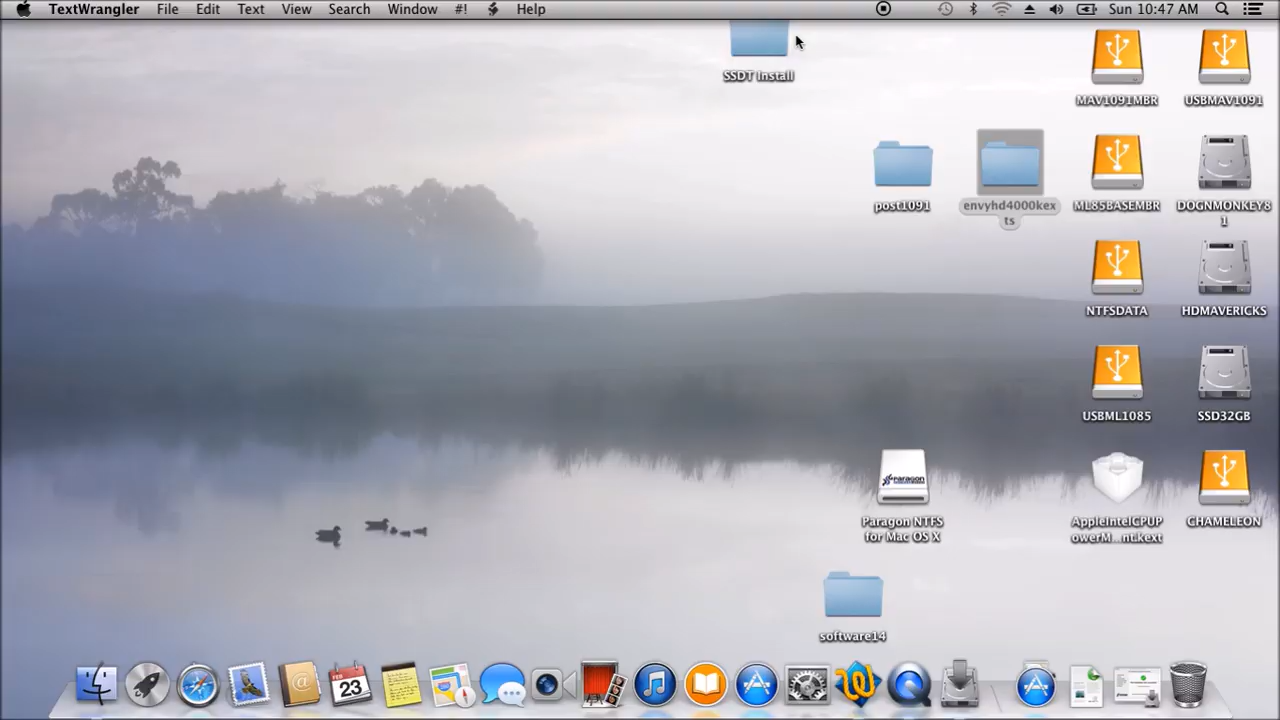 TextWrangler File Edit Text View Search Window #! Help Sun 10:47 AM
SSDT Install
MAV1091MBR
USBMAV1091
post1091
envyhd4000kex
ts
ML85BASEMBR
DOGNMONKEY8
1
NTFSDATA
HDMAVERICKS
USBML1085
SSD32GB
Paragon
Paragon NTFS
for Mac OS X
AppleIntelCPUP
owerM...nt.kext
CHAMELEON
software14
FEB
23